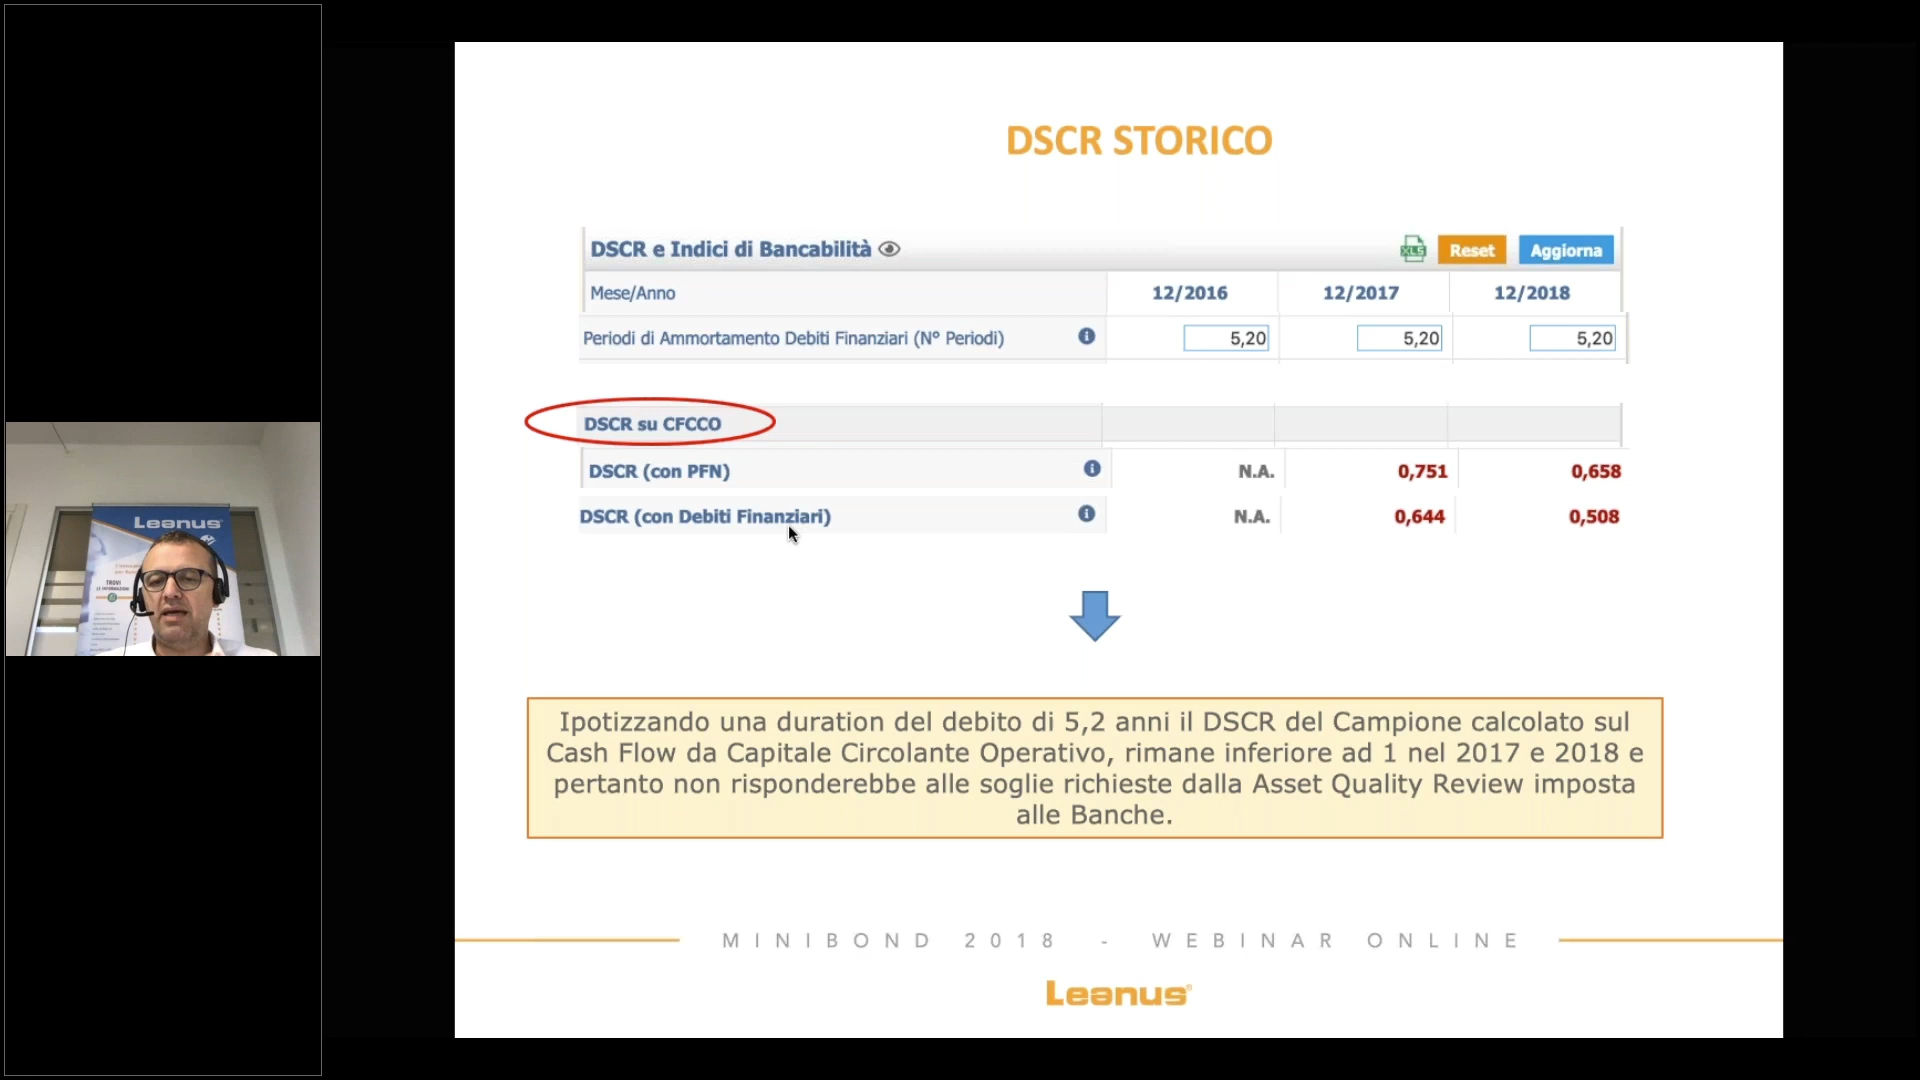 DSCR STORICO
DSCR e Indici di Bancabilità XLS Reset Aggiorna
Mese/Anno 12/2016 12/2017 12/2018
Periodi di Ammortamento Debiti Finanziari (N° Periodi) 5,20 5,20 5,20
DSCR su CFCCO
DSCR (con PFN) N.A. 0,751 0,658
DSCR (con Debiti Finanziari) N.A. 0,644 0,508
Ipotizzando una duration del debito di 5,2 anni il DSCR del Campione calcolato sul
Cash Flow da Capitale Circolante Operativo, rimane inferiore ad 1 nel 2017 e 2018 e
pertanto non risponderebbe alle soglie richieste dalla Asset Quality Review imposta
alle Banche.
MINIBOND 2018 - WEBINAR ONLINE
Leanus®
Leanus
TROVI
LE INFORMAZIONI